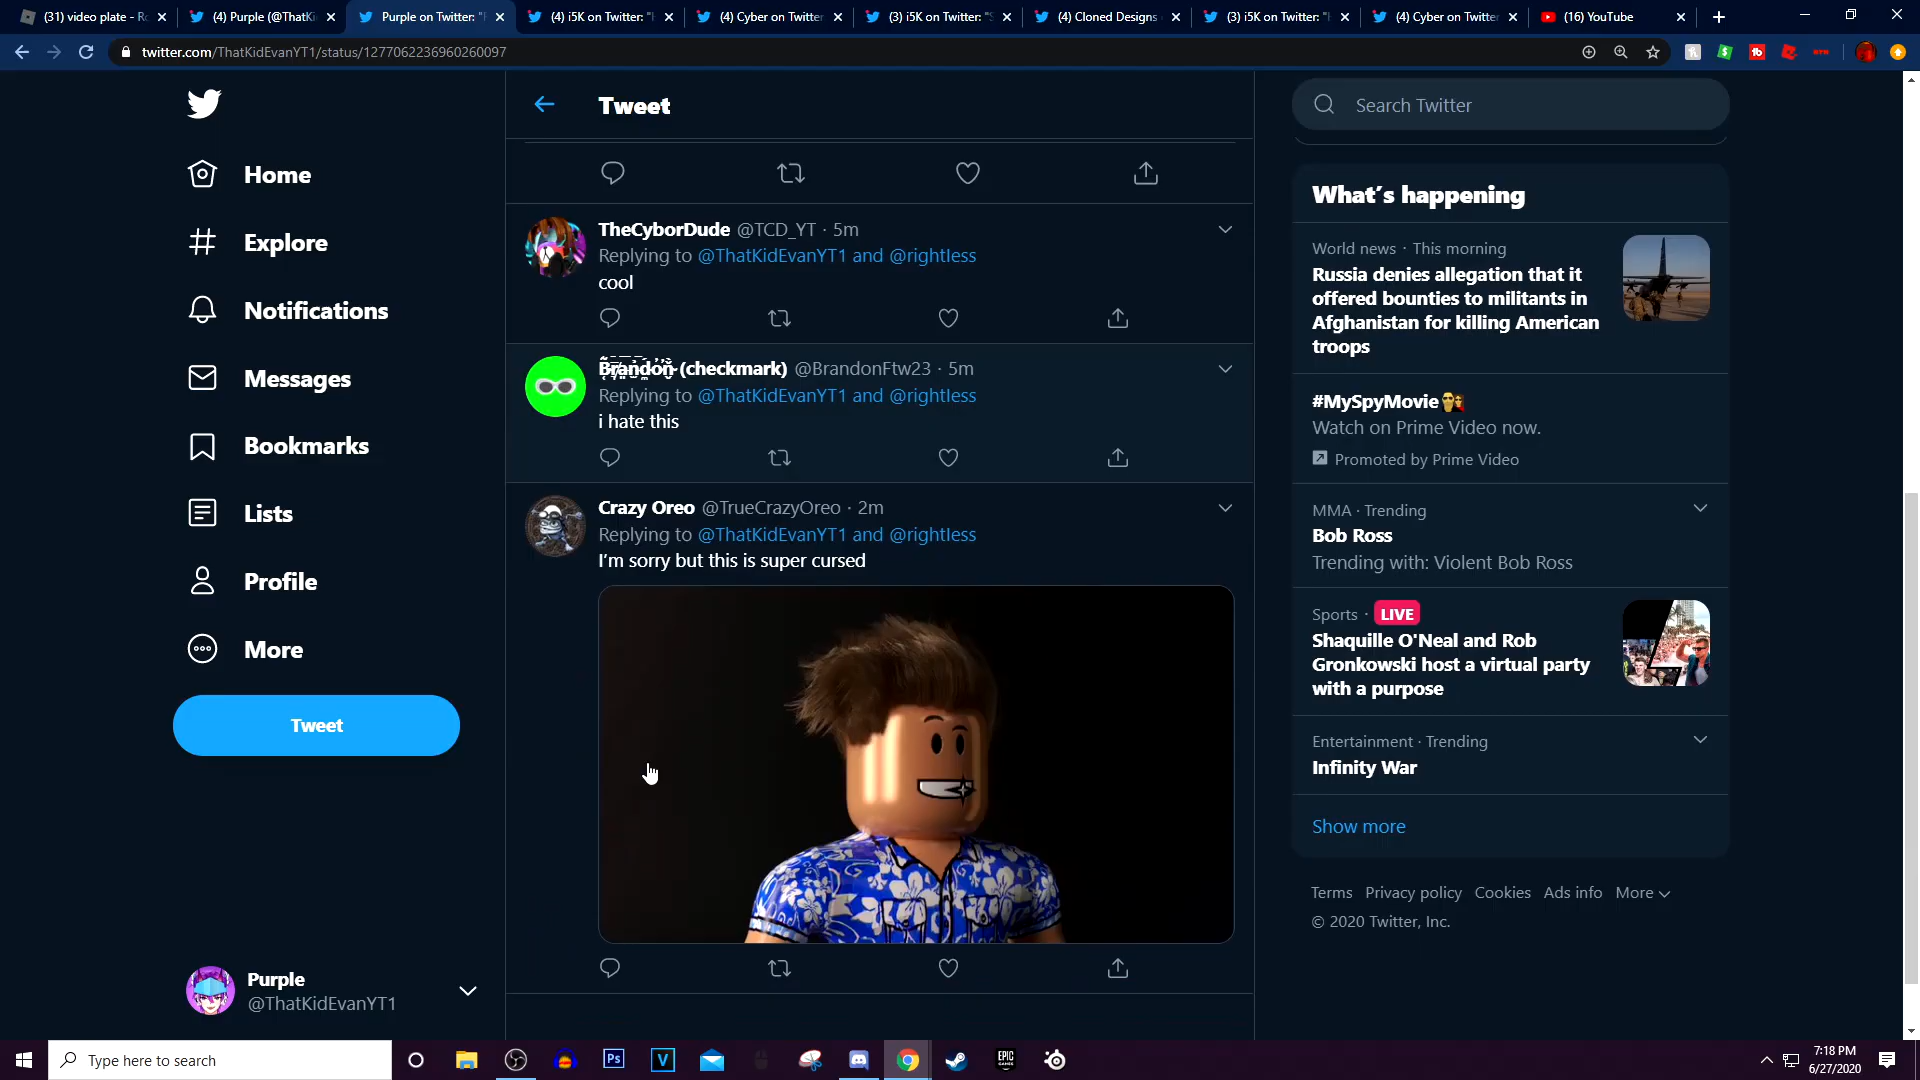 (31) video plate - Ro
(4) Purple (@ThatKi
Purple on Twitter: "F
(4) i5K on Twitter: "
(4) Cyber on Twitter
(3) i5K on Twitter: "S
(4) Cloned Designs
(3) i5K on Twitter: "
(4) Cyber on Twitter
(16) YouTube
twitter.com/ThatKidEvanYT1/status/1277062236960260097
Home
Explore
Notifications
Messages
Bookmarks
Lists
Profile
More
Tweet
Purple
@ThatKidEvanYT1
Tweet
TheCyborDude @TCD_YT · 5m
Replying to @ThatKidEvanYT1 and @rightless
cool
Brandon (checkmark) @BrandonFtw23 · 5m
Replying to @ThatKidEvanYT1 and @rightless
i hate this
Crazy Oreo @TrueCrazyOreo · 2m
Replying to @ThatKidEvanYT1 and @rightless
I'm sorry but this is super cursed
Search Twitter
What's happening
World news · This morning
Russia denies allegation that it
offered bounties to militants in
Afghanistan for killing American
troops
#MySpyMovie
Watch on Prime Video now.
Promoted by Prime Video
MMA · Trending
Bob Ross
Trending with: Violent Bob Ross
Sports · LIVE
Shaquille O'Neal and Rob
Gronkowski host a virtual party
with a purpose
Entertainment · Trending
Infinity War
Show more
Terms Privacy policy Cookies Ads info More
© 2020 Twitter, Inc.
Type here to search
Ps
V
EPIC
GAMES
7:18 PM
6/27/2020